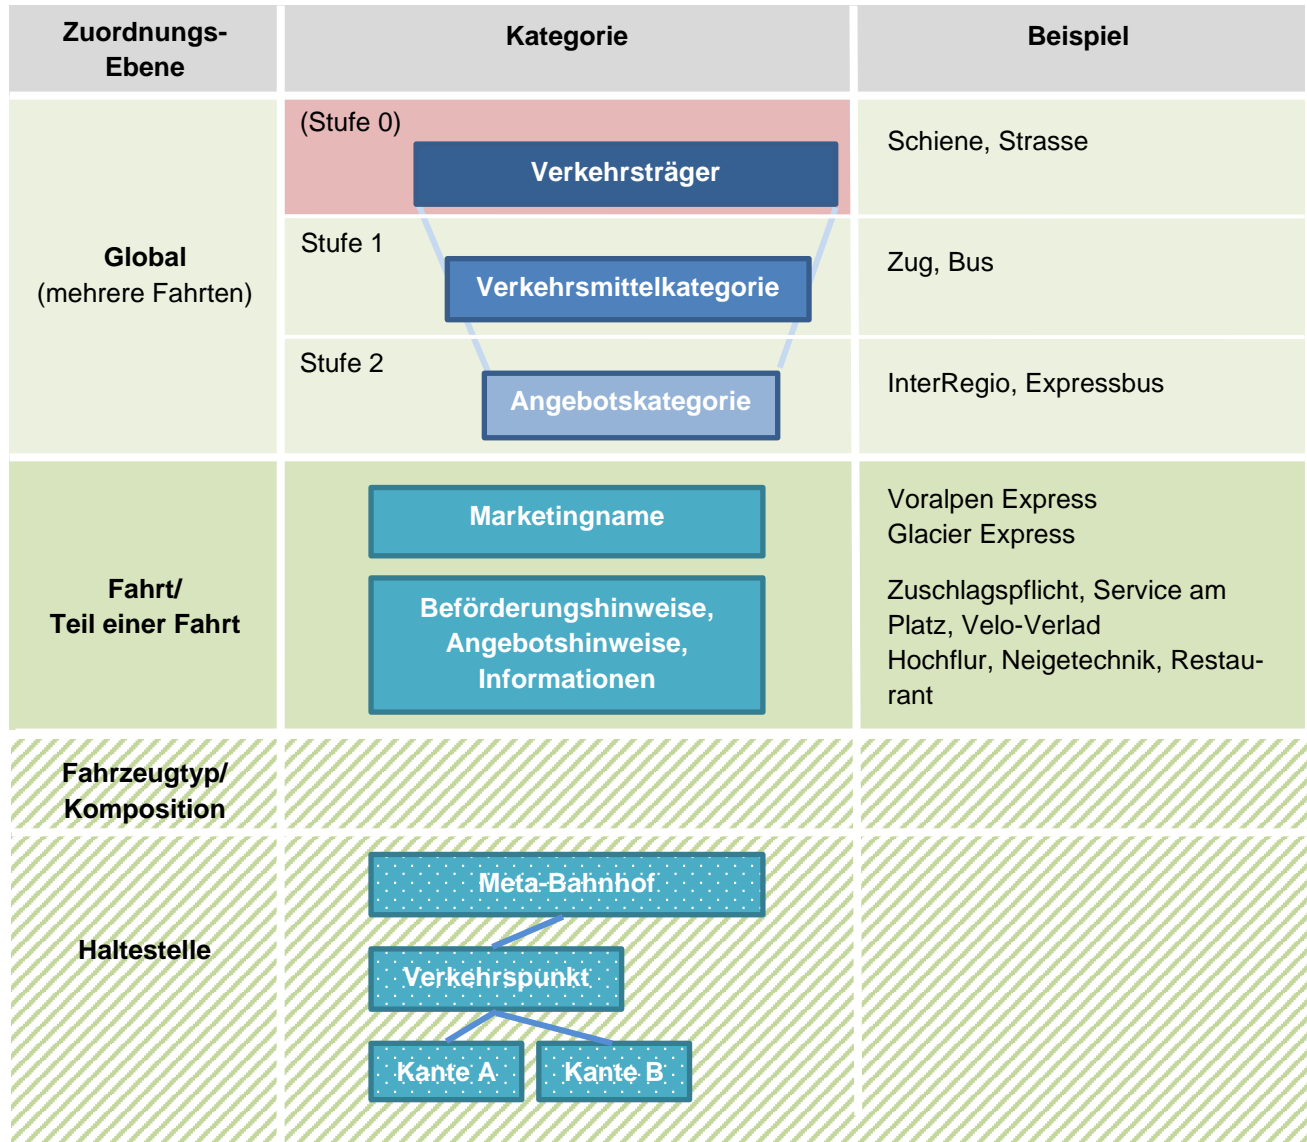 Zuordnungs-
Ebene
Kategorie
Beispiel
Global
(mehrere Fahrten)
(Stufe 0)
Verkehrsträger
Schiene, Strasse
Stufe 1
Verkehrsmittelkategorie
Zug, Bus
Stufe 2
Angebotskategorie
InterRegio, Expressbus
Fahrt/
Teil einer Fahrt
Marketingname
Voralpen Express
Glacier Express
Beförderungshinweise,
Angebotshinweise,
Informationen
Zuschlagspflicht, Service am
Platz, Velo-Verlad
Hochflur, Neigetechnik, Restau-
rant
Fahrzeugtyp/
Komposition
Haltestelle
Meta-Bahnhof
Verkehrspunkt
Kante A
Kante B